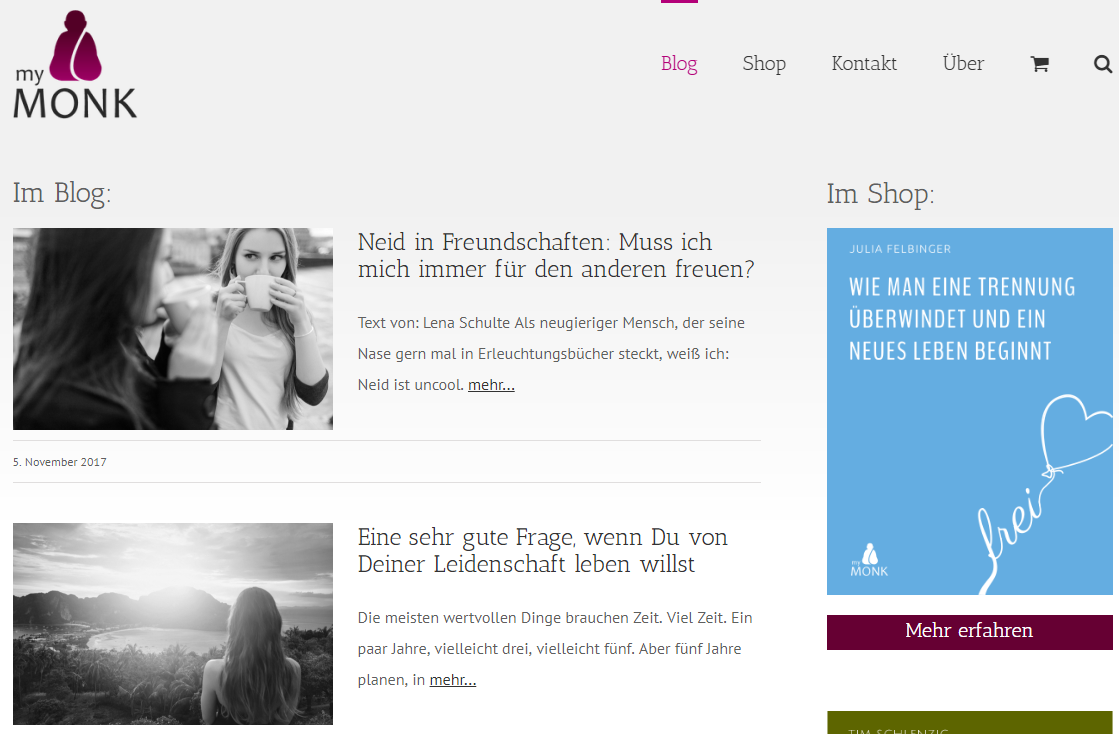 my
MONK
Blog
Shop
Kontakt
Über
Im Blog:
Neid in Freundschaften: Muss ich
mich immer für den anderen freuen?
Text von: Lena Schulte Als neugieriger Mensch, der seine
Nase gern mal in Erleuchtungsbücher steckt, weiß ich:
Neid ist uncool. mehr...
5. November 2017
Eine sehr gute Frage, wenn Du von
Deiner Leidenschaft leben willst
Die meisten wertvollen Dinge brauchen Zeit. Viel Zeit. Ein
paar Jahre, vielleicht drei, vielleicht fünf. Aber fünf Jahre
planen, in mehr...
Im Shop:
JULIA FELBINGER
WIE MAN EINE TRENNUNG
ÜBERWINDET UND EIN
NEUES LEBEN BEGINNT
frei
my
MONK
Mehr erfahren
TIM SCHLENZIG